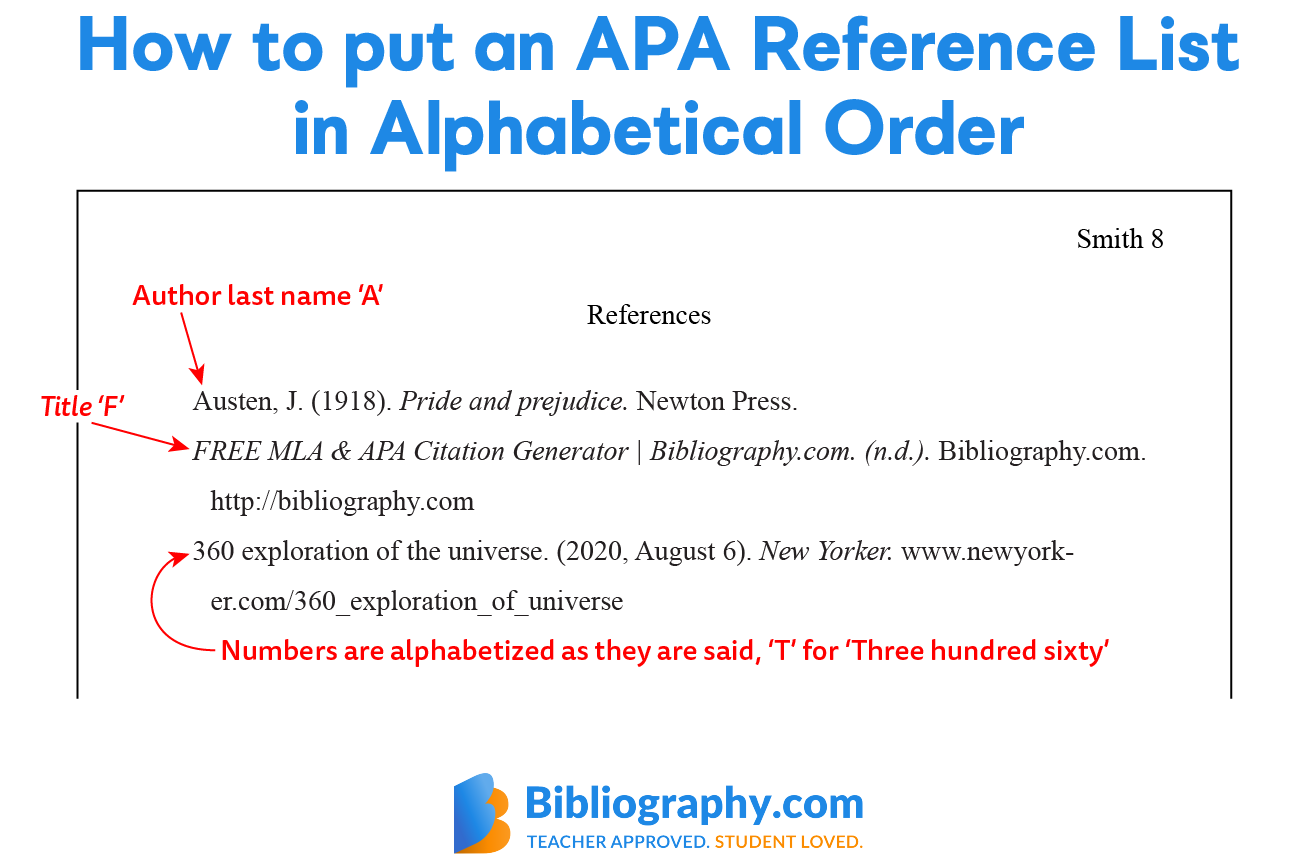 How to put an APA Reference List
in Alphabetical Order
Smith 8
Author last name ‘A’
References
Austen, J. (1918). Pride and prejudice. Newton Press.
Title ‘F’
FREE MLA & APA Citation Generator | Bibliography.com. (n.d.). Bibliography.com.
http://bibliography.com
360 exploration of the universe. (2020, August 6). New Yorker. www.newyork-
er.com/360_exploration_of_universe
Numbers are alphabetized as they are said, ‘T’ for ‘Three hundred sixty’
Bibliography.com
TEACHER APPROVED. STUDENT LOVED.